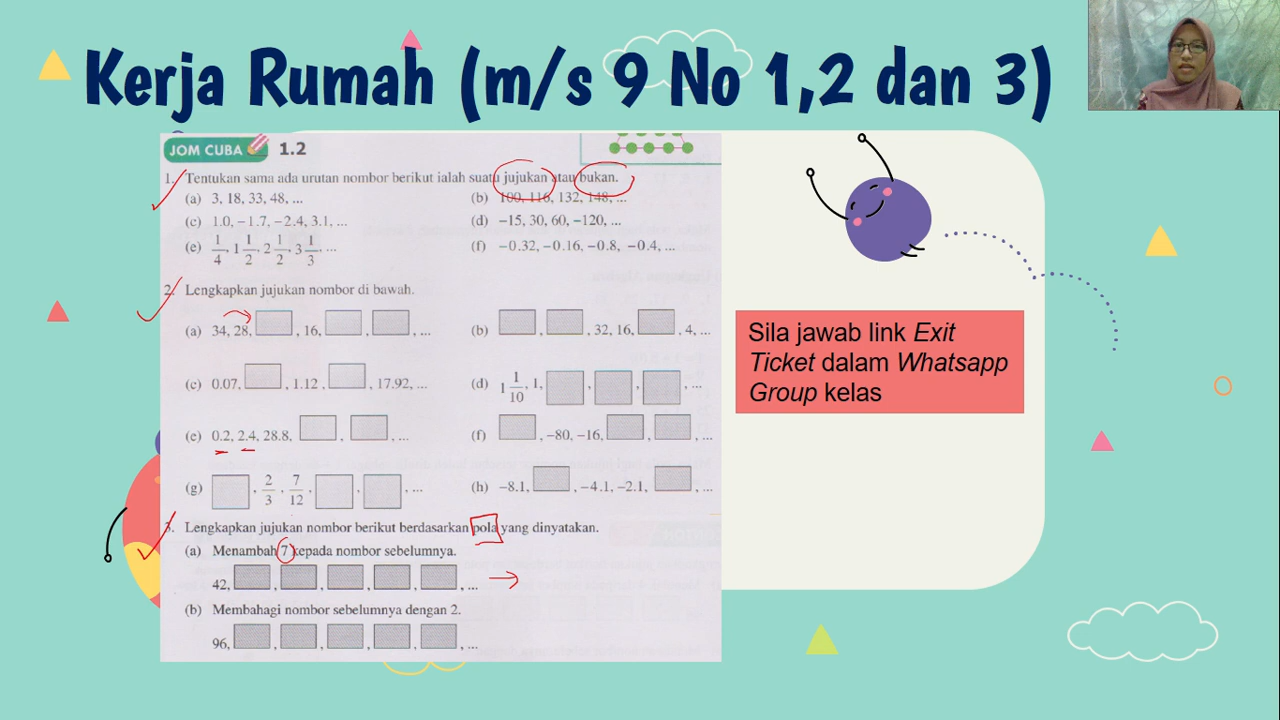 Kerja Rumah (m/s 9 No 1,2 dan 3)
JOM CUBA 1.2
1. Tentukan sama ada urutan nombor berikut ialah suatu jujukan atau bukan.
(a) 3, 18, 33, 48, ...
(b) 100, 116, 132, 148, ...
(c) 1.0, −1.7, −2.4, 3.1, ...
(d) −15, 30, 60, −120, ...
(e) 1/4, 1 1/2, 2 1/2, 3 1/3, ...
(f) −0.32, −0.16, −0.8, −0.4, ...
2. Lengkapkan jujukan nombor di bawah.
(a) 34, 28, , 16, , , ...
(b) , , 32, 16, , 4, ...
(c) 0.07, , 1.12, , 17.92, ...
(d) 1 1/10, 1, , , , ...
(e) 0.2, 2.4, 28.8, , , ...
(f) , −80, −16, , , ...
(g) , 2/3, 7/12, , , ...
(h) −8.1, , −4.1, −2.1, , ...
3. Lengkapkan jujukan nombor berikut berdasarkan pola yang dinyatakan.
(a) Menambah 7 kepada nombor sebelumnya.
42, , , , , , ...
(b) Membahagi nombor sebelumnya dengan 2.
96, , , , , , ...
Sila jawab link Exit
Ticket dalam Whatsapp
Group kelas